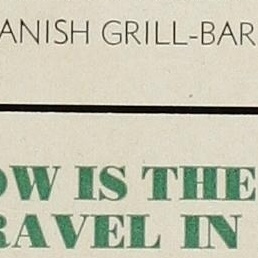 ANISH GRILL-BAR
OW IS THE
RAVEL IN